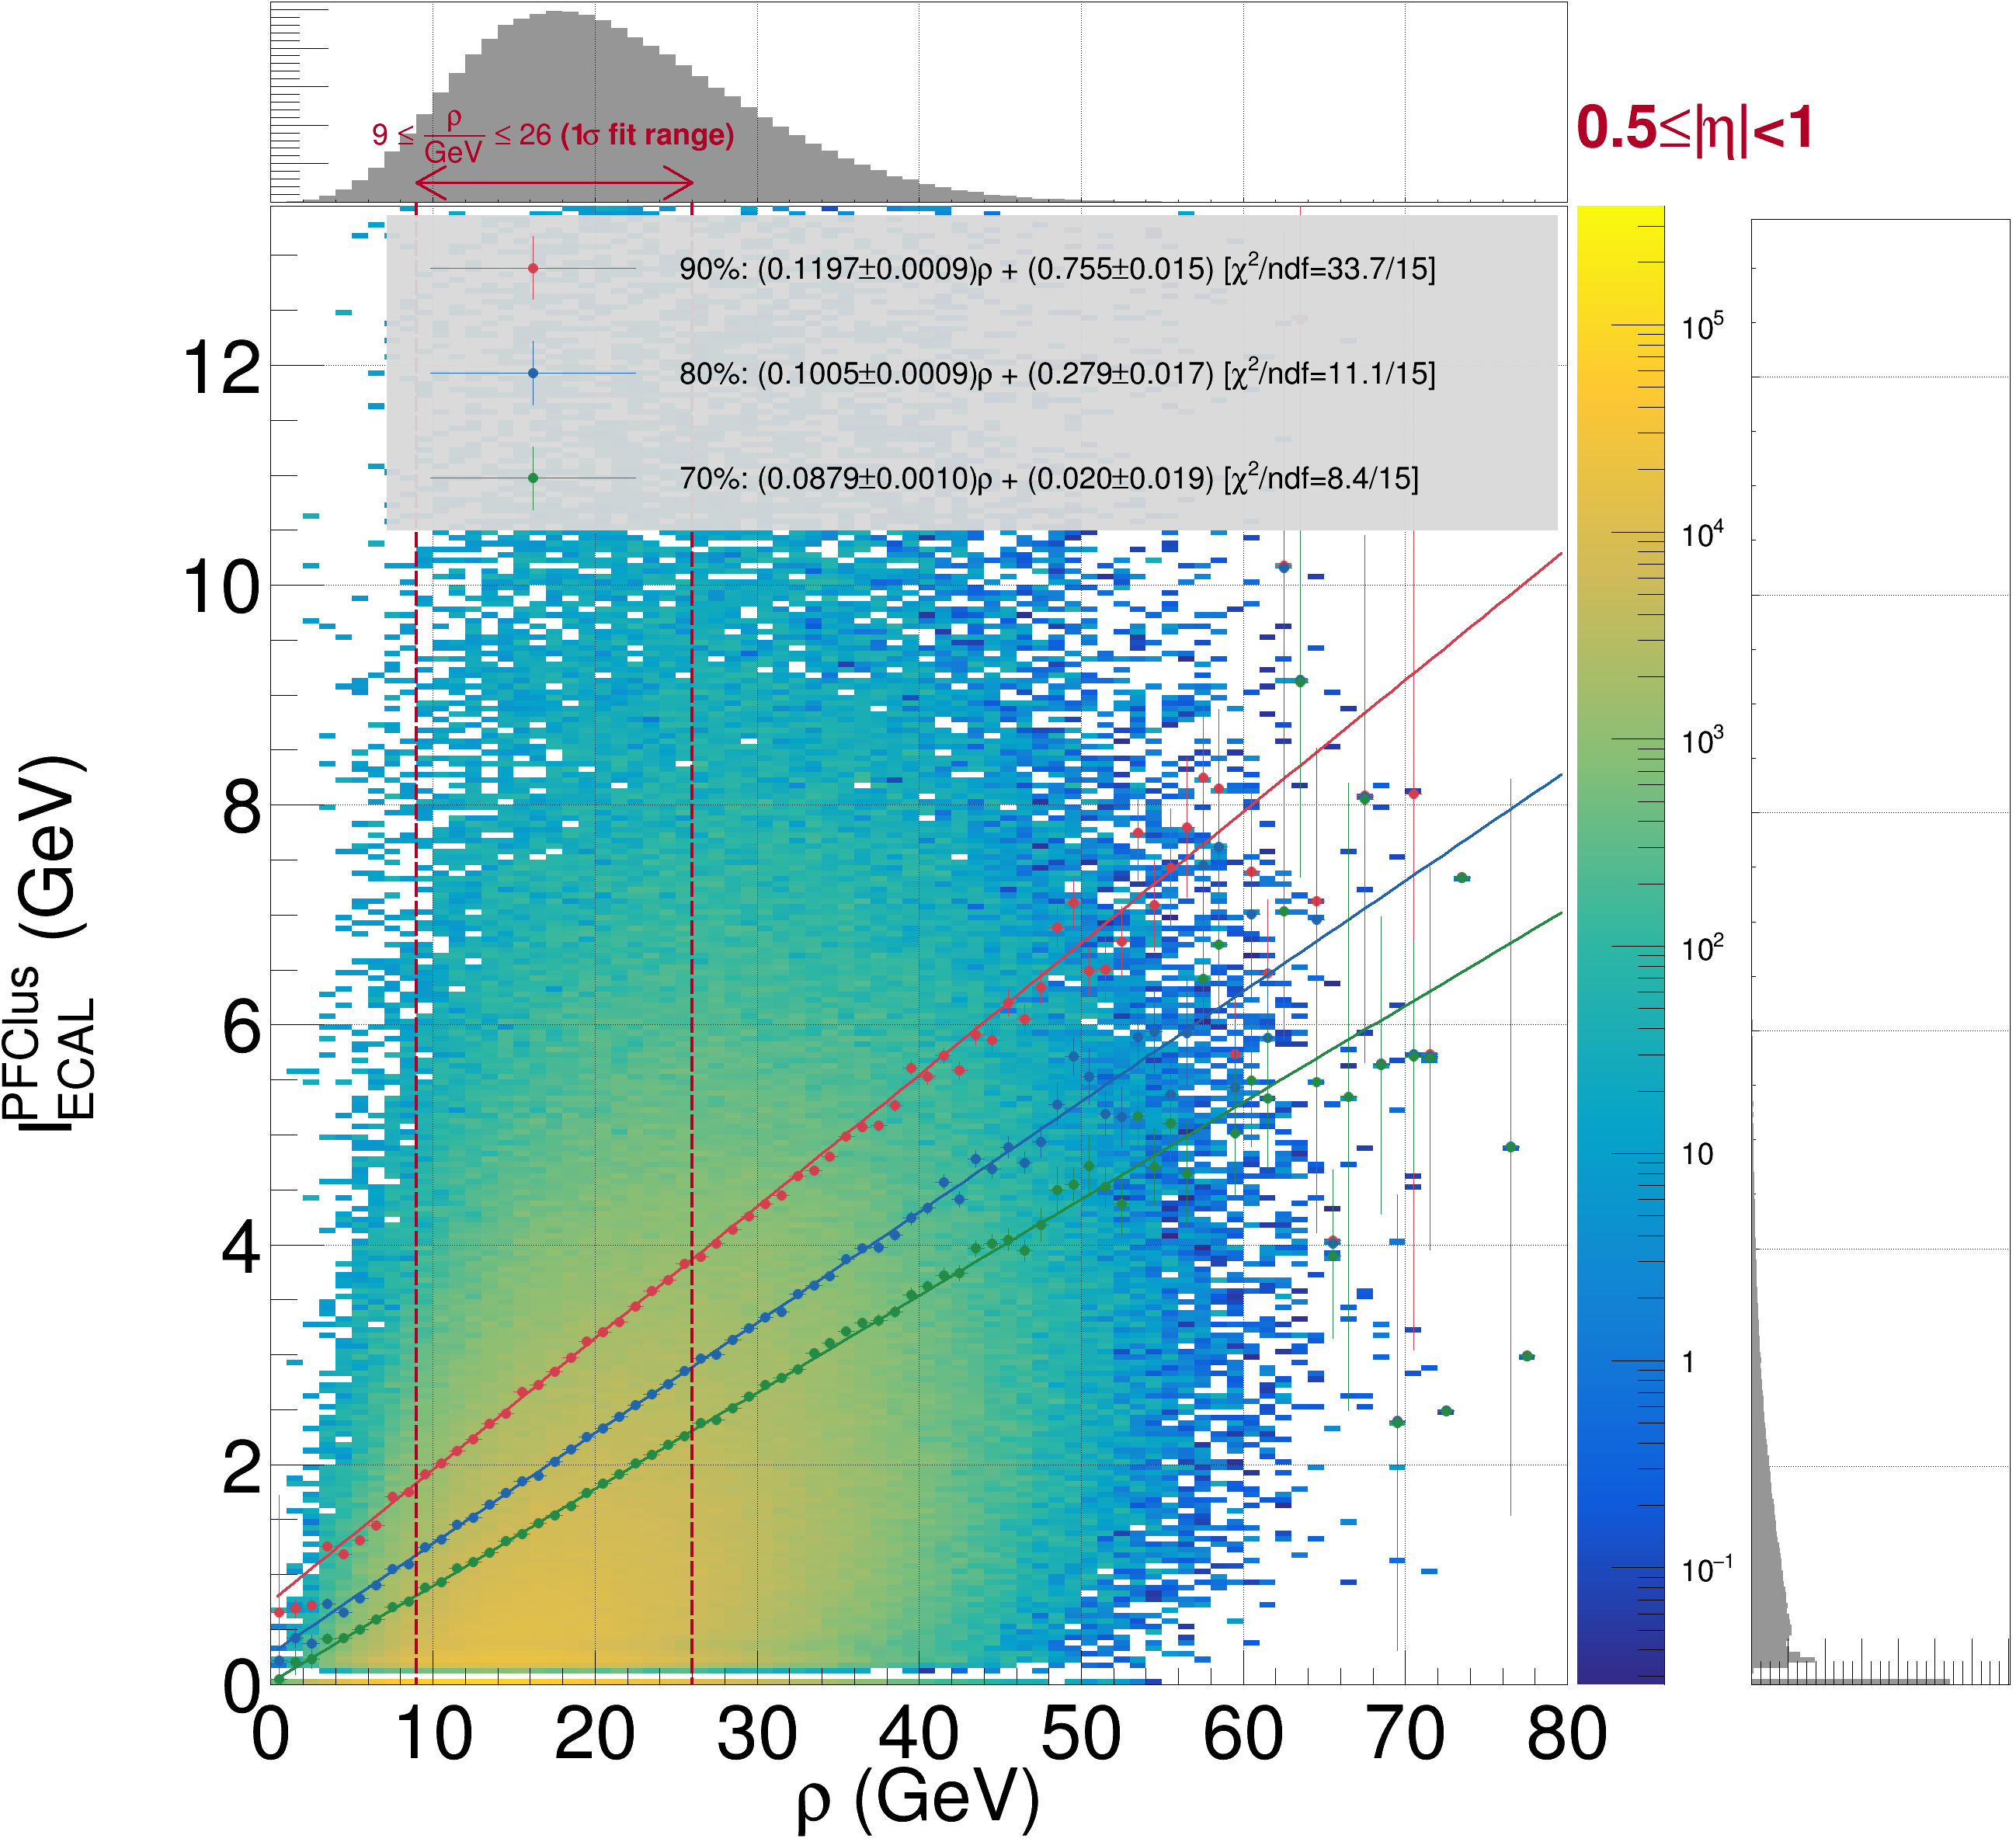 9 ≤ ρ/GeV ≤ 26 (1σ fit range)
0.5≤|η|<1
90%: (0.1197±0.0009)ρ + (0.755±0.015) [χ²/ndf=33.7/15]
80%: (0.1005±0.0009)ρ + (0.279±0.017) [χ²/ndf=11.1/15]
70%: (0.0879±0.0010)ρ + (0.020±0.019) [χ²/ndf=8.4/15]
12
10
8
6
4
2
0
I_ECAL^PFClus (GeV)
0 10 20 30 40 50 60 70 80
ρ (GeV)
10⁵
10⁴
10³
10²
10
1
10⁻¹